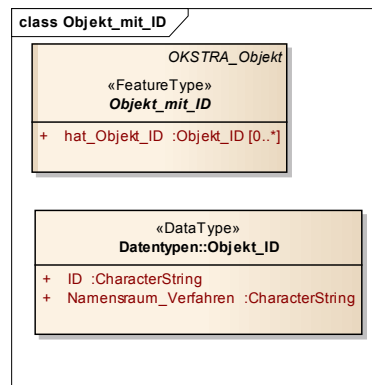 class Objekt_mit_ID
OKSTRA_Objekt
«FeatureType»
Objekt_mit_ID
+ hat_Objekt_ID :Objekt_ID [0..*]
«DataType»
Datentypen::Objekt_ID
+ ID :CharacterString
+ Namensraum_Verfahren :CharacterString